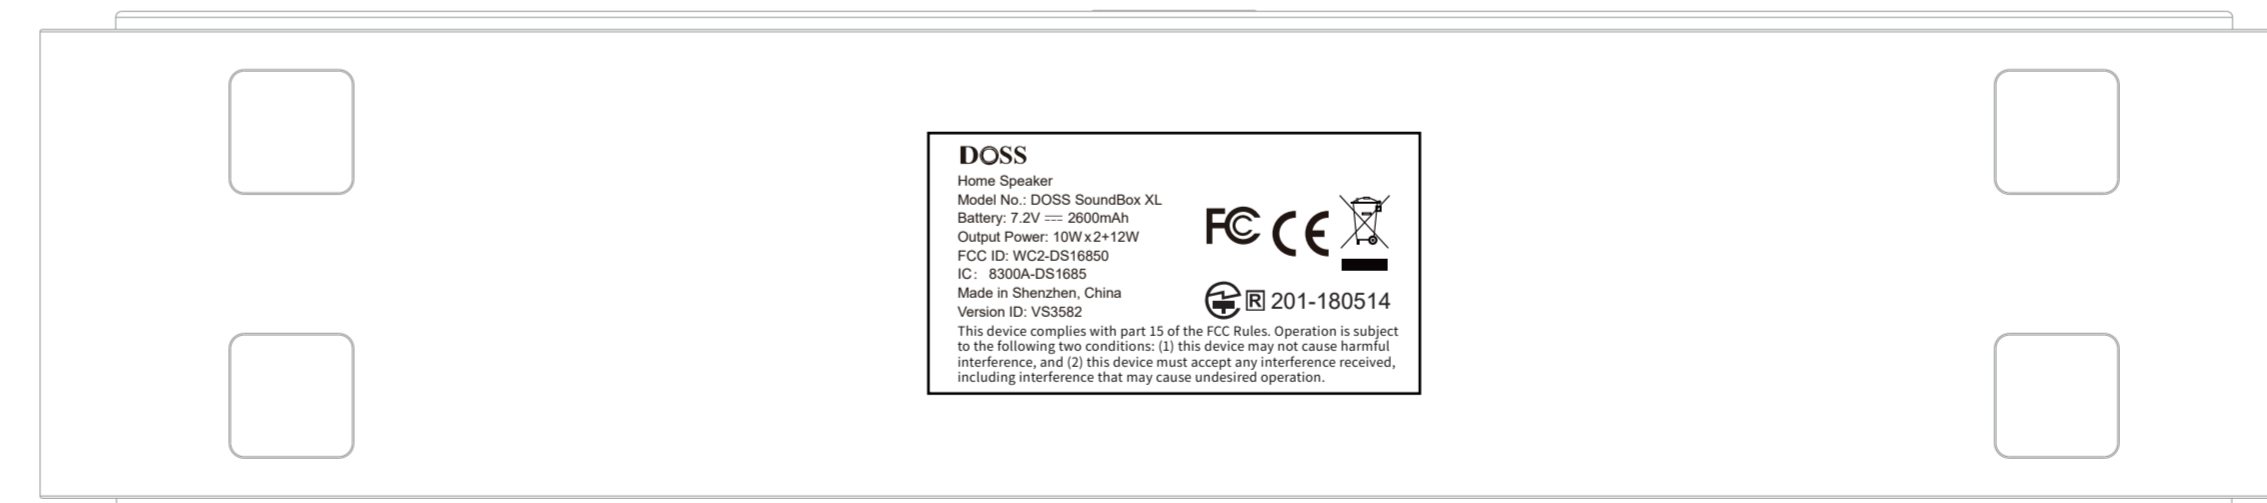 DOSS
Home Speaker
Model No.: DOSS SoundBox XL
Battery: 7.2V ⎓ 2600mAh
Output Power: 10W x 2+12W
FCC ID: WC2-DS16850
IC: 8300A-DS1685
Made in Shenzhen, China
Version ID: VS3582
FC CE
R 201-180514
This device complies with part 15 of the FCC Rules. Operation is subject
to the following two conditions: (1) this device may not cause harmful
interference, and (2) this device must accept any interference received,
including interference that may cause undesired operation.